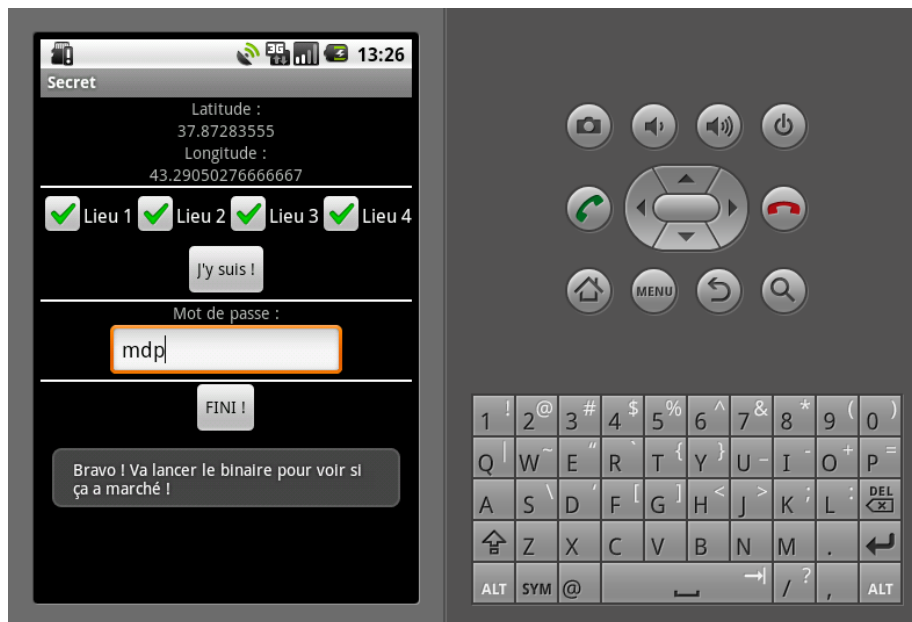 3G 13:26
Secret
Latitude :
37.87283555
Longitude :
43.29050276666667
Lieu 1 Lieu 2 Lieu 3 Lieu 4
J'y suis !
Mot de passe :
mdp
FINI !
Bravo ! Va lancer le binaire pour voir si
ça a marché !
MENU
1 ! 2 @ 3 # 4 $ 5 % 6 ^ 7 & 8 * 9 ( 0 )
Q | W ~ E " R ` T { Y } U - I - O + P =
A S \ D ' F [ G ] H < J > K ; L : DEL
Z X C V B N M .
ALT SYM @ / ? , ALT